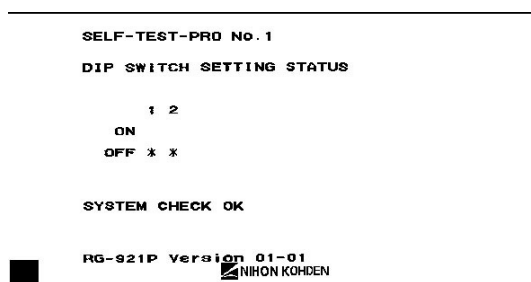 SELF-TEST-PRO No.1
DIP SWITCH SETTING STATUS
1 2
ON
OFF * *
SYSTEM CHECK OK
RG-921P Version 01-01
NIHON KOHDEN